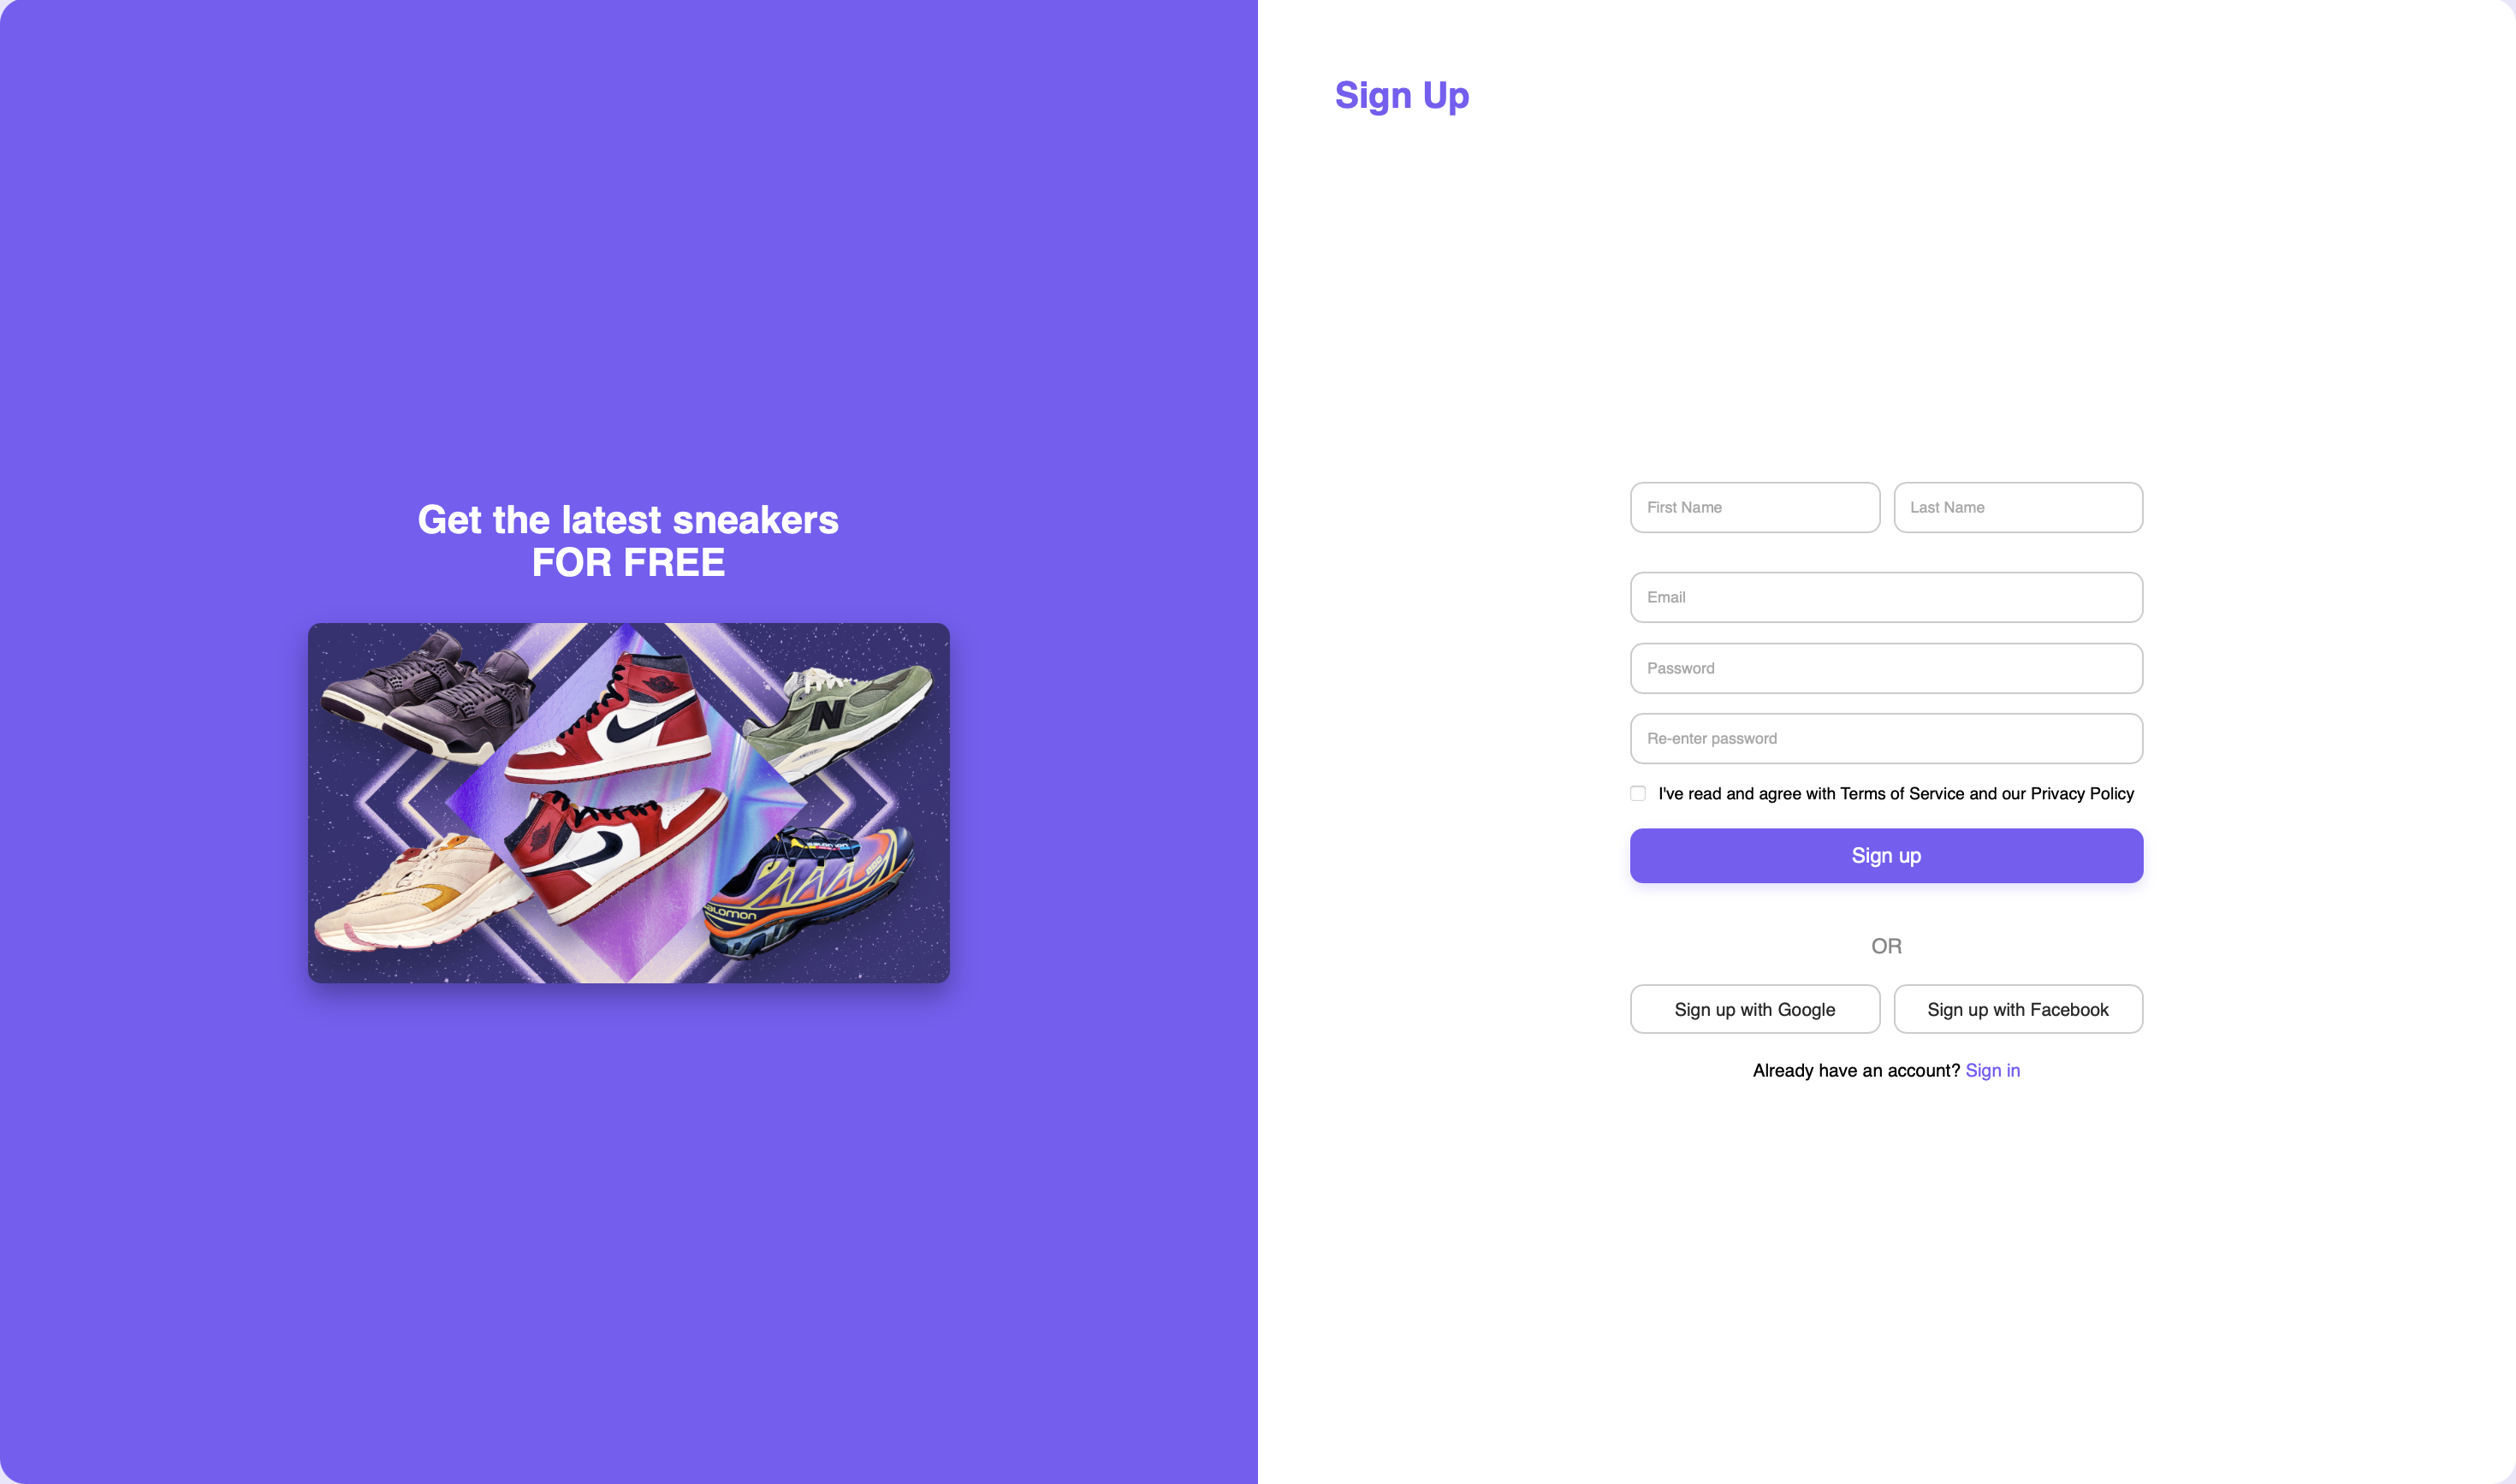 Sign Up
Get the latest sneakers
FOR FREE
N
salomon
First Name
Last Name
Email
Password
Re-enter password
I've read and agree with Terms of Service and our Privacy Policy
Sign up
OR
Sign up with Google
Sign up with Facebook
Already have an account? Sign in